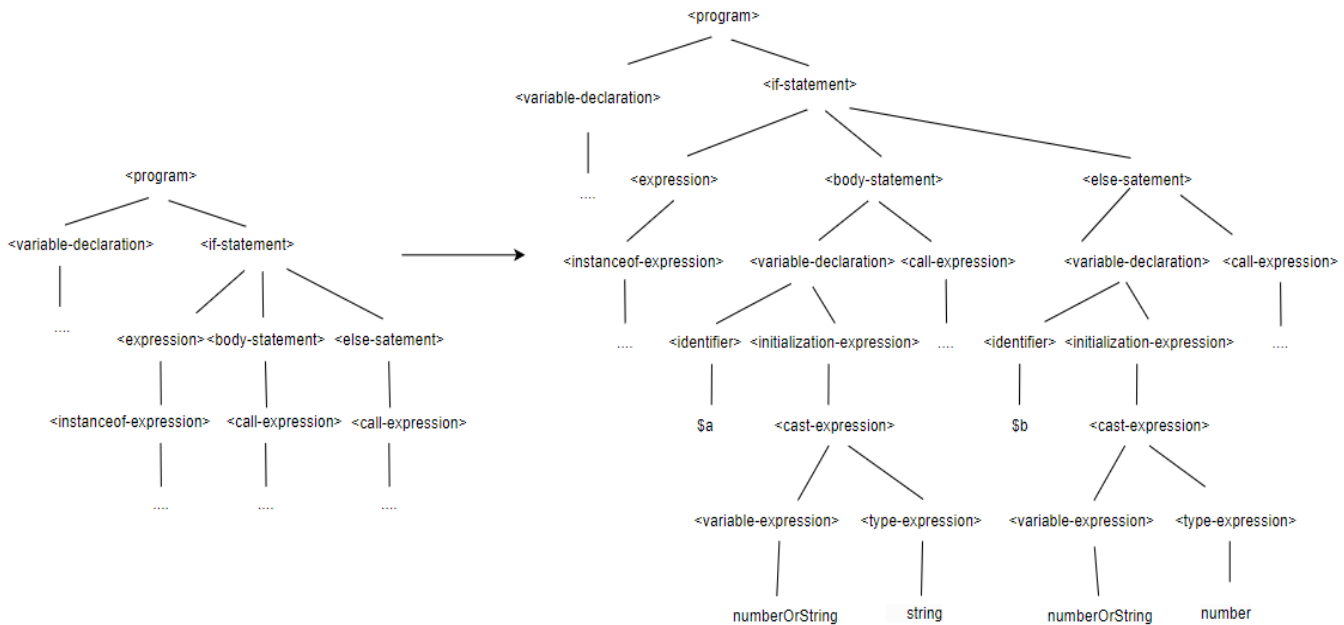 <program>
<variable-declaration> <if-statement>
<expression> <body-statement> <else-satement>
....
<instanceof-expression> <variable-declaration> <call-expression> <variable-declaration> <call-expression>
.... <identifier> <initialization-expression> .... <identifier> <initialization-expression> ....
$a <cast-expression> $b <cast-expression>
<variable-expression> <type-expression> <variable-expression> <type-expression>
numberOrString string numberOrString number
<program>
<variable-declaration> <if-statement>
....
<expression> <body-statement> <else-satement>
<instanceof-expression> <call-expression> <call-expression>
.... .... ....